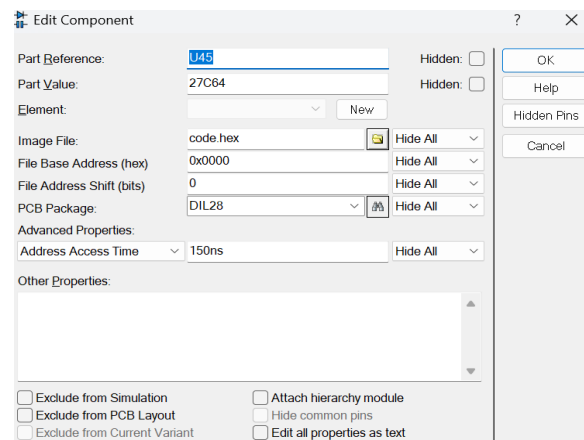 Edit Component ? X
Part Reference: U45 Hidden: OK
Part Value: 27C64 Hidden: Help
Element: New Hidden Pins
Image File: code.hex Hide All Cancel
File Base Address (hex) 0x0000 Hide All
File Address Shift (bits) 0 Hide All
PCB Package: DIL28 Hide All
Advanced Properties:
Address Access Time 150ns Hide All
Other Properties:
Exclude from Simulation Attach hierarchy module
Exclude from PCB Layout Hide common pins
Exclude from Current Variant Edit all properties as text